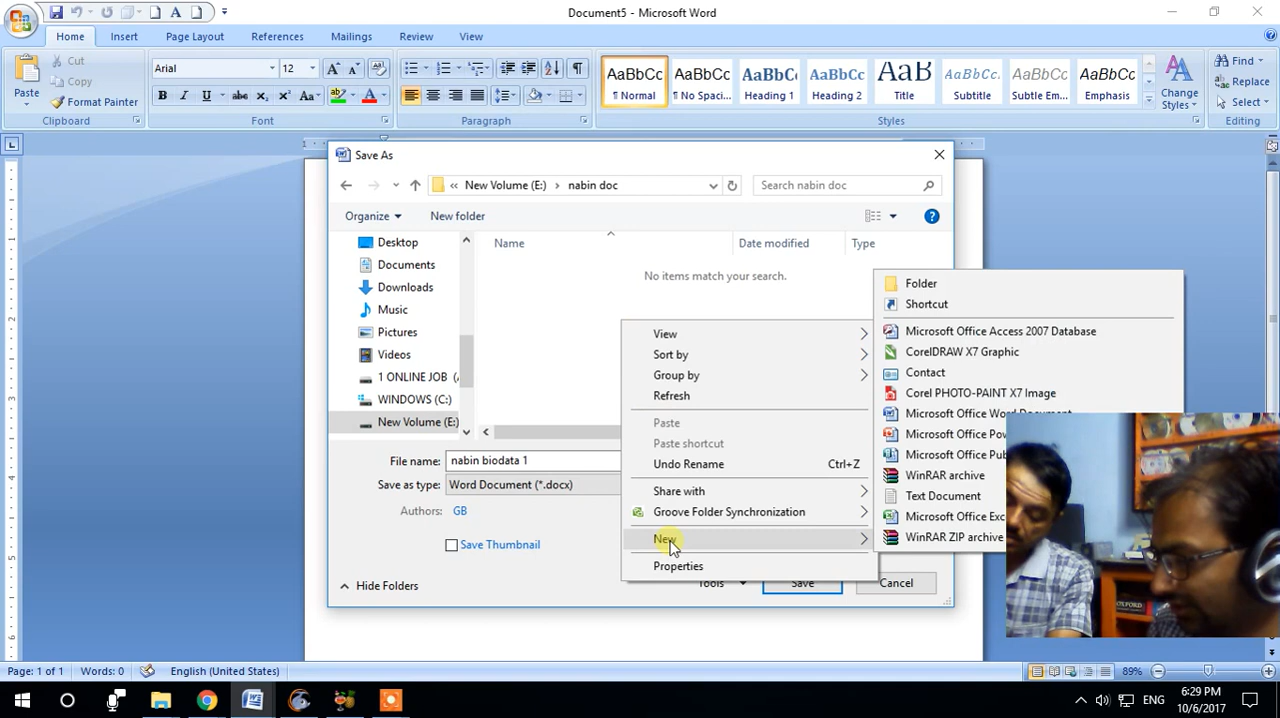 Document5 - Microsoft Word
Home Insert Page Layout References Mailings Review View
Paste
Cut
Copy
Format Painter
Clipboard
Arial 12
Font
Paragraph
AaBbCc AaBbCc AaBbCc AaBbCc AaB AaBbCc AaBbCc AaBbCc
¶ Normal ¶ No Spaci... Heading 1 Heading 2 Title Subtitle Subtle Em... Emphasis
Change
Styles
Styles
Find
Replace
Select
Editing
Save As
New Volume (E:) nabin doc
Search nabin doc
Organize New folder
Name Date modified Type
No items match your search.
Desktop
Documents
Downloads
Music
Pictures
Videos
1 ONLINE JOB (
WINDOWS (C:)
New Volume (E:)
File name: nabin biodata 1
Save as type: Word Document (*.docx)
Authors: GB
Save Thumbnail
Hide Folders
Tools Save Cancel
View
Sort by
Group by
Refresh
Paste
Paste shortcut
Undo Rename Ctrl+Z
Share with
Groove Folder Synchronization
New
Properties
Folder
Shortcut
Microsoft Office Access 2007 Database
CorelDRAW X7 Graphic
Contact
Corel PHOTO-PAINT X7 Image
Microsoft Office Word Document
Microsoft Office Pow
Microsoft Office Pub
WinRAR archive
Text Document
Microsoft Office Exc
WinRAR ZIP archive
Page: 1 of 1 Words: 0 English (United States) 89%
ENG
6:29 PM
10/6/2017